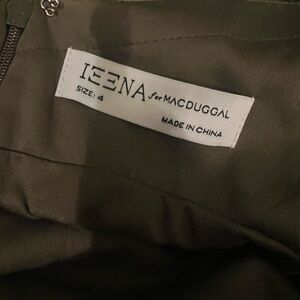 IEENA for MACDUGGAL
SIZE: 4
MADE IN CHINA